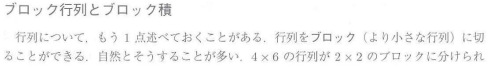 ブロック行列とブロック積
行列について，もう 1 点述べておくことがある．行列をブロック（より小さな行列）に切
ることができる．自然とそうすることが多い．4×6 の行列が 2×2 のブロックに分けられ